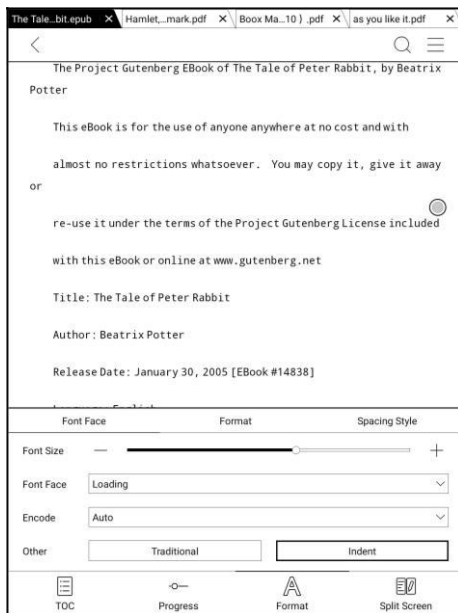 The Tale...bit.epub × Hamlet,...mark.pdf × Boox Ma...10 ) .pdf × as you like it.pdf ×
The Project Gutenberg EBook of The Tale of Peter Rabbit, by Beatrix
Potter
This eBook is for the use of anyone anywhere at no cost and with
almost no restrictions whatsoever. You may copy it, give it away
or
re-use it under the terms of the Project Gutenberg License included
with this eBook or online at www.gutenberg.net
Title: The Tale of Peter Rabbit
Author: Beatrix Potter
Release Date: January 30, 2005 [EBook #14838]
Language: English
Font Face Format Spacing Style
Font Size
Font Face Loading
Encode Auto
Other Traditional Indent
TOC Progress Format Split Screen